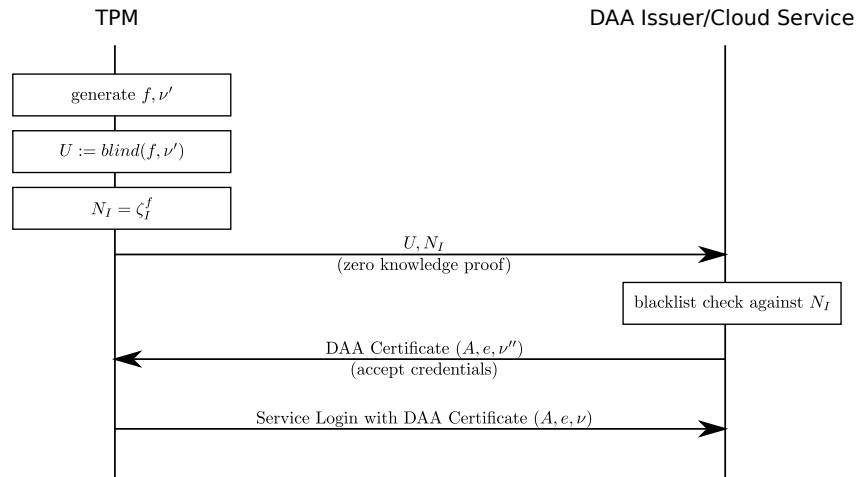 TPM
DAA Issuer/Cloud Service
generate f, ν′
U := blind(f, ν′)
N_I = ζ_I^f
U, N_I
(zero knowledge proof)
blacklist check against N_I
DAA Certificate (A, e, ν′′)
(accept credentials)
Service Login with DAA Certificate (A, e, ν)